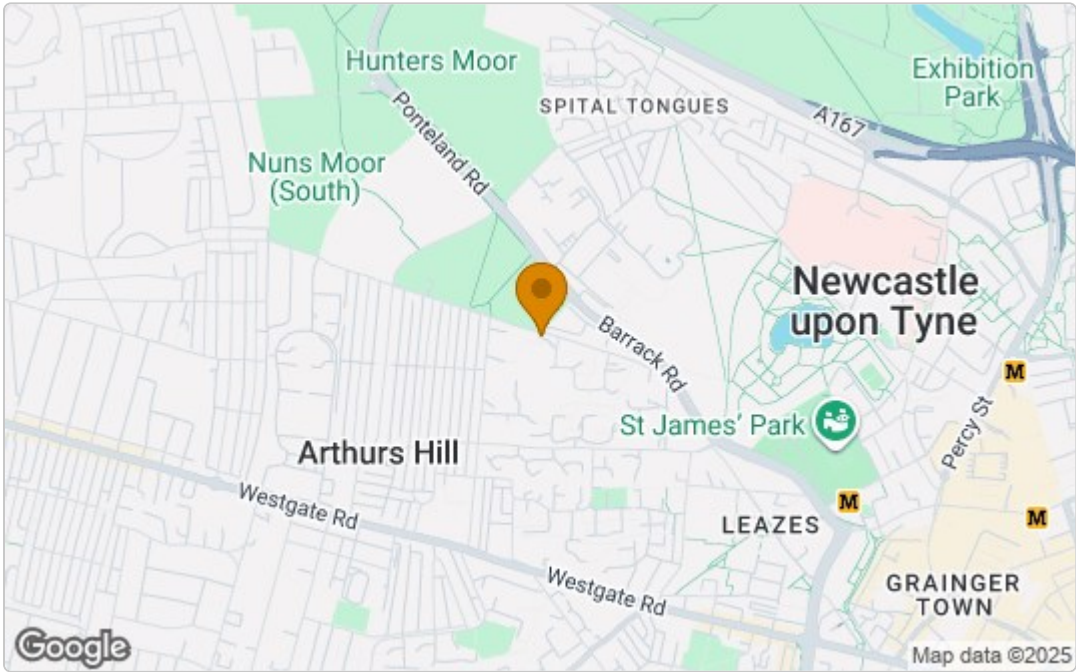 Hunters Moor
SPITAL TONGUES
Exhibition
Park
A167
Ponteland Rd
Nuns Moor
(South)
Newcastle
upon Tyne
Barrack Rd
M
St James' Park
Percy St
Arthurs Hill
Westgate Rd
M
M
LEAZES
Westgate Rd
GRAINGER
TOWN
Google
Map data ©2025